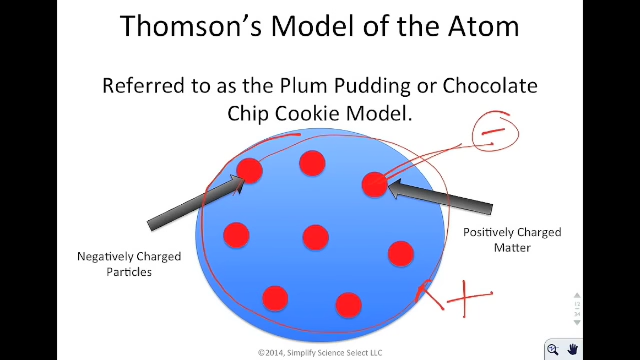 Thomson's Model of the Atom
Referred to as the Plum Pudding or Chocolate
Chip Cookie Model.
−
Negatively Charged
Particles
Positively Charged
Matter
+
©2014, Simplify Science Select LLC